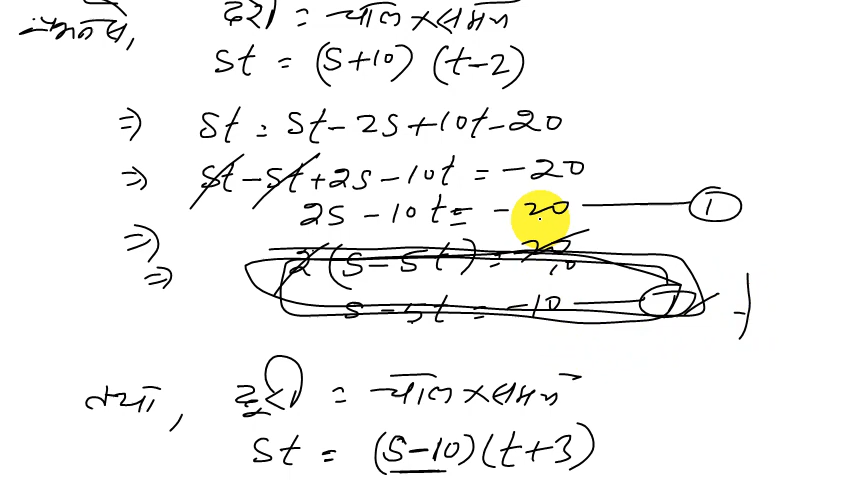 दूरी = चाल × समय
प्रश्न से,
st = (s+10) (t-2)
⇒ st = st - 2s + 10t - 20
⇒ st - st + 2s - 10t = -20
2s - 10t = -20 ——— ①
⇒
⇒ s - 5t = -10 ——— ①
तथा, दूरी = चाल × समय
st = (s-10)(t+3)